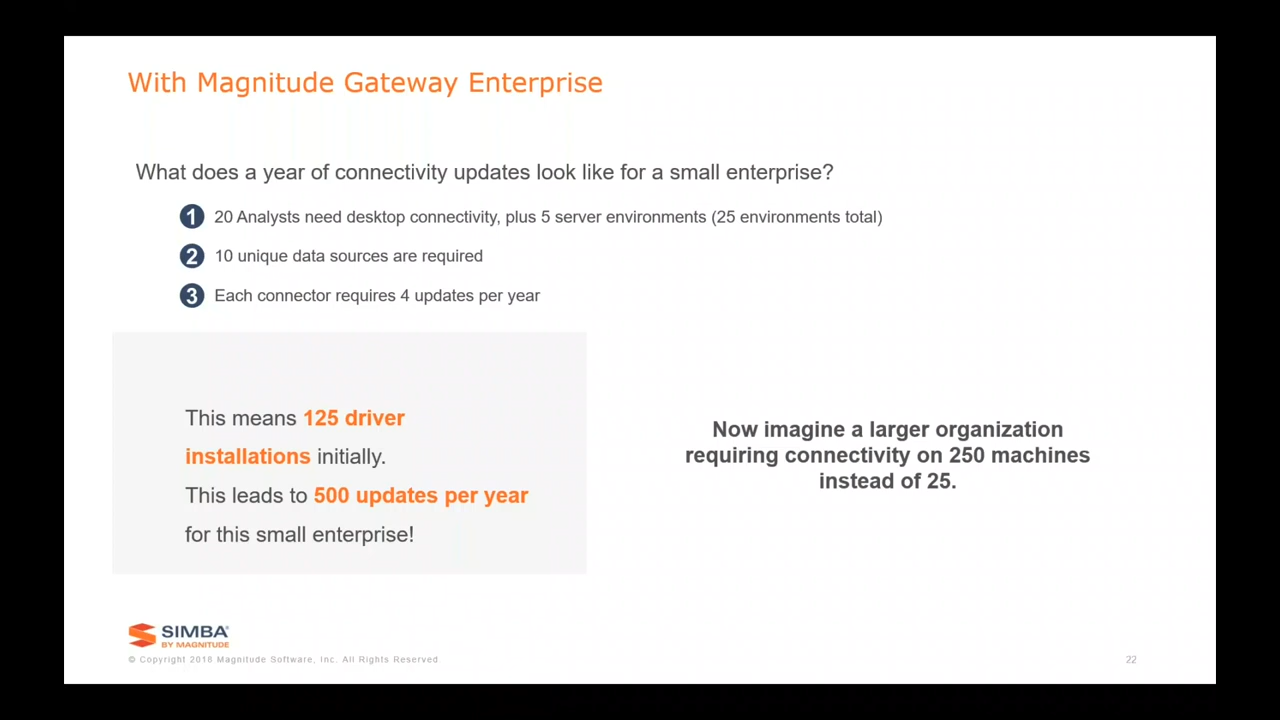 With Magnitude Gateway Enterprise
What does a year of connectivity updates look like for a small enterprise?
1 20 Analysts need desktop connectivity, plus 5 server environments (25 environments total)
2 10 unique data sources are required
3 Each connector requires 4 updates per year
This means 125 driver
installations initially.
This leads to 500 updates per year
for this small enterprise!
Now imagine a larger organization
requiring connectivity on 250 machines
instead of 25.
SIMBA
BY MAGNITUDE
© Copyright 2018 Magnitude Software, Inc. All Rights Reserved
22